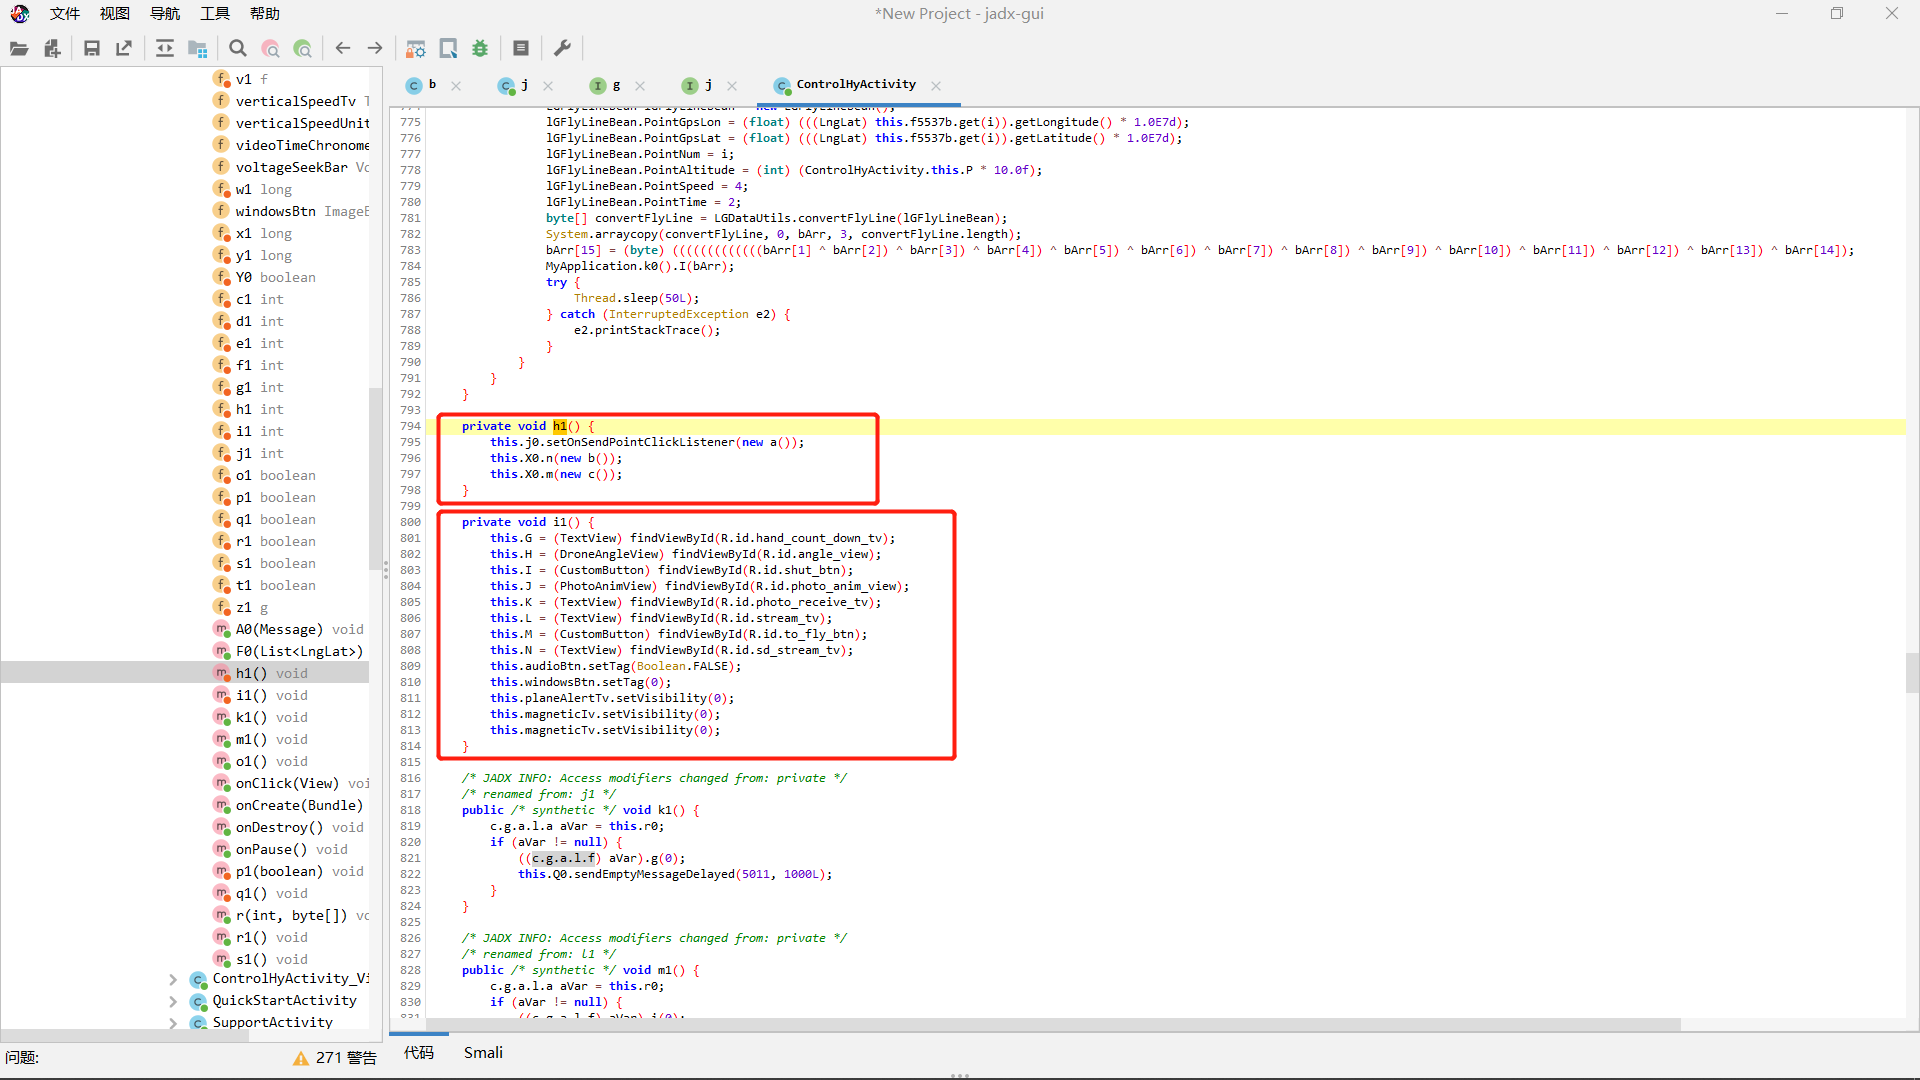 文件 视图 导航 工具 帮助
*New Project - jadx-gui
b
j
g
j
ControlHyActivity
v1 f
verticalSpeedTv
verticalSpeedUnit
videoTimeChronome
voltageSeekBar Vo
w1 long
windowsBtn ImageB
x1 long
y1 long
Y0 boolean
c1 int
d1 int
e1 int
f1 int
g1 int
h1 int
i1 int
j1 int
o1 boolean
p1 boolean
q1 boolean
r1 boolean
s1 boolean
t1 boolean
z1 g
A0(Message) void
F0(List<LngLat>)
h1() void
i1() void
k1() void
m1() void
o1() void
onClick(View) voi
onCreate(Bundle)
onDestroy() void
onPause() void
p1(boolean) void
q1() void
r(int, byte[]) vo
r1() void
s1() void
ControlHyActivity_Vi
QuickStartActivity
SupportActivity
775 lGFlyLineBean.PointGpsLon = (float) (((LngLat) this.f5537b.get(i)).getLongitude() * 1.0E7d);
776 lGFlyLineBean.PointGpsLat = (float) (((LngLat) this.f5537b.get(i)).getLatitude() * 1.0E7d);
777 lGFlyLineBean.PointNum = i;
778 lGFlyLineBean.PointAltitude = (int) (ControlHyActivity.this.P * 10.0f);
779 lGFlyLineBean.PointSpeed = 4;
780 lGFlyLineBean.PointTime = 2;
781 byte[] convertFlyLine = LGDataUtils.convertFlyLine(lGFlyLineBean);
782 System.arraycopy(convertFlyLine, 0, bArr, 3, convertFlyLine.length);
783 bArr[15] = (byte) (((((((((((((bArr[1] ^ bArr[2]) ^ bArr[3]) ^ bArr[4]) ^ bArr[5]) ^ bArr[6]) ^ bArr[7]) ^ bArr[8]) ^ bArr[9]) ^ bArr[10]) ^ bArr[11]) ^ bArr[12]) ^ bArr[13]) ^ bArr[14]);
784 MyApplication.k0().I(bArr);
785 try {
786 Thread.sleep(50L);
787 } catch (InterruptedException e2) {
788 e2.printStackTrace();
789 }
790 }
791 }
792 }
793
794 private void h1() {
795 this.j0.setOnSendPointClickListener(new a());
796 this.X0.n(new b());
797 this.X0.m(new c());
798 }
799
800 private void i1() {
801 this.G = (TextView) findViewById(R.id.hand_count_down_tv);
802 this.H = (DroneAngleView) findViewById(R.id.angle_view);
803 this.I = (CustomButton) findViewById(R.id.shut_btn);
804 this.J = (PhotoAnimView) findViewById(R.id.photo_anim_view);
805 this.K = (TextView) findViewById(R.id.photo_receive_tv);
806 this.L = (TextView) findViewById(R.id.stream_tv);
807 this.M = (CustomButton) findViewById(R.id.to_fly_btn);
808 this.N = (TextView) findViewById(R.id.sd_stream_tv);
809 this.audioBtn.setTag(Boolean.FALSE);
810 this.windowsBtn.setTag(0);
811 this.planeAlertTv.setVisibility(0);
812 this.magneticIv.setVisibility(0);
813 this.magneticTv.setVisibility(0);
814 }
815
816 /* JADX INFO: Access modifiers changed from: private */
817 /* renamed from: j1 */
818 public /* synthetic */ void k1() {
819 c.g.a.l.a aVar = this.r0;
820 if (aVar != null) {
821 ((c.g.a.l.f) aVar).g(0);
822 this.Q0.sendEmptyMessageDelayed(5011, 1000L);
823 }
824 }
825
826 /* JADX INFO: Access modifiers changed from: private */
827 /* renamed from: l1 */
828 public /* synthetic */ void m1() {
829 c.g.a.l.a aVar = this.r0;
830 if (aVar != null) {
问题:
271 警告
代码 Smali